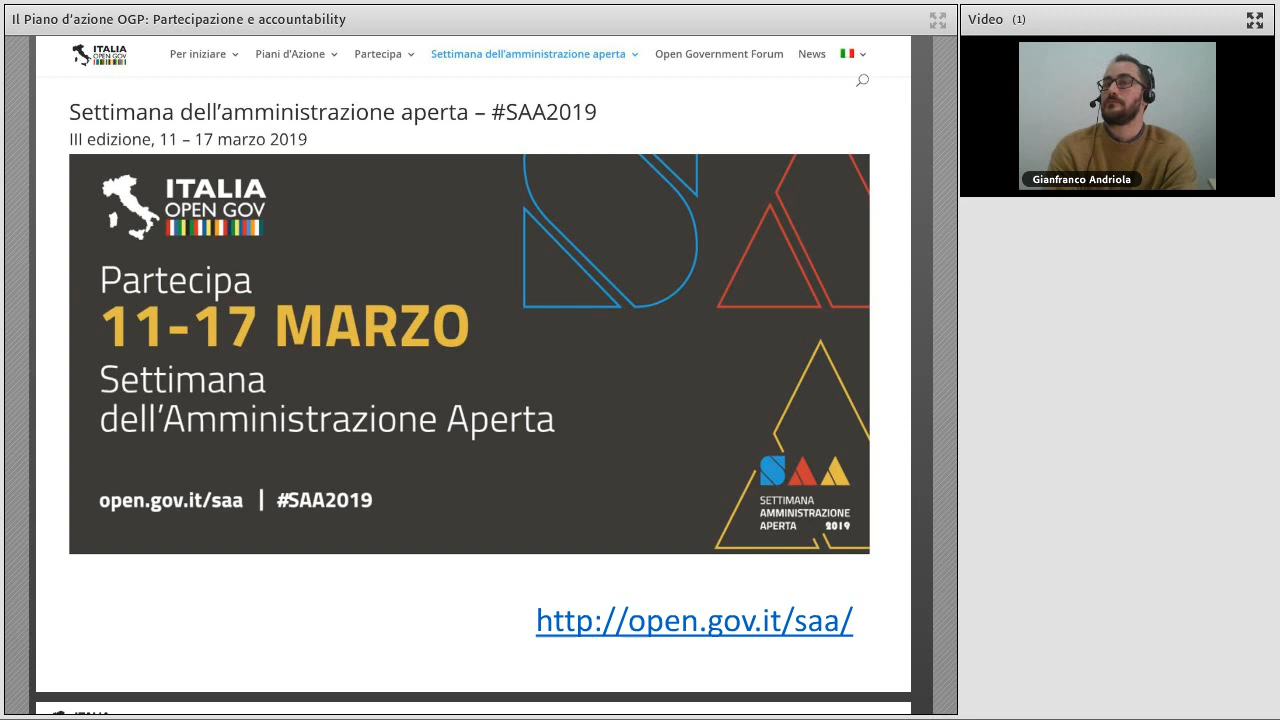 Il Piano d'azione OGP: Partecipazione e accountability
Video (1)
ITALIA
OPEN GOV
Per iniziare
Piani d'Azione
Partecipa
Settimana dell'amministrazione aperta
Open Government Forum
News
Settimana dell'amministrazione aperta – #SAA2019
III edizione, 11 – 17 marzo 2019
ITALIA
OPEN GOV
Partecipa
11-17 MARZO
Settimana
dell'Amministrazione Aperta
open.gov.it/saa | #SAA2019
SAA
SETTIMANA
AMMINISTRAZIONE
APERTA 2019
http://open.gov.it/saa/
Gianfranco Andriola